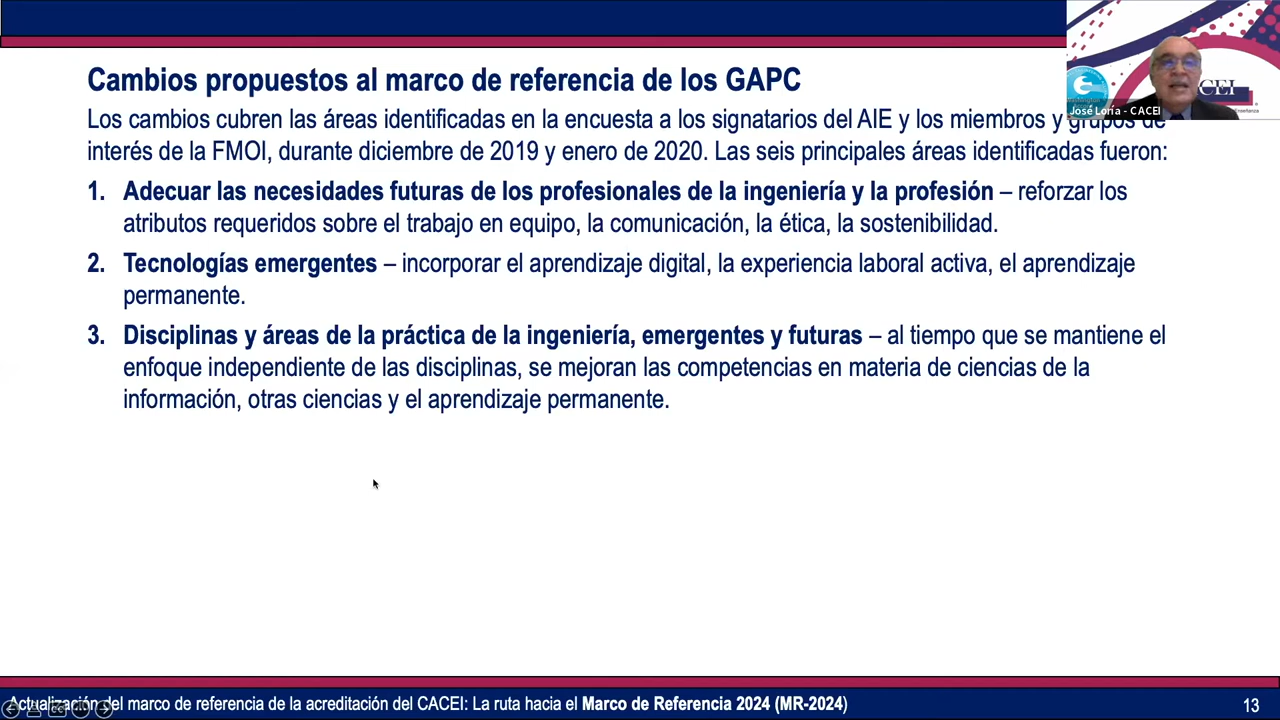 Cambios propuestos al marco de referencia de los GAPC
Los cambios cubren las áreas identificadas en la encuesta a los signatarios del AIE y los miembros y grupos de
interés de la FMOI, durante diciembre de 2019 y enero de 2020. Las seis principales áreas identificadas fueron:
1. Adecuar las necesidades futuras de los profesionales de la ingeniería y la profesión – reforzar los
atributos requeridos sobre el trabajo en equipo, la comunicación, la ética, la sostenibilidad.
2. Tecnologías emergentes – incorporar el aprendizaje digital, la experiencia laboral activa, el aprendizaje
permanente.
3. Disciplinas y áreas de la práctica de la ingeniería, emergentes y futuras – al tiempo que se mantiene el
enfoque independiente de las disciplinas, se mejoran las competencias en materia de ciencias de la
información, otras ciencias y el aprendizaje permanente.
José Loría - CACEI
Actualización del marco de referencia de la acreditación del CACEI: La ruta hacia el Marco de Referencia 2024 (MR-2024)
13